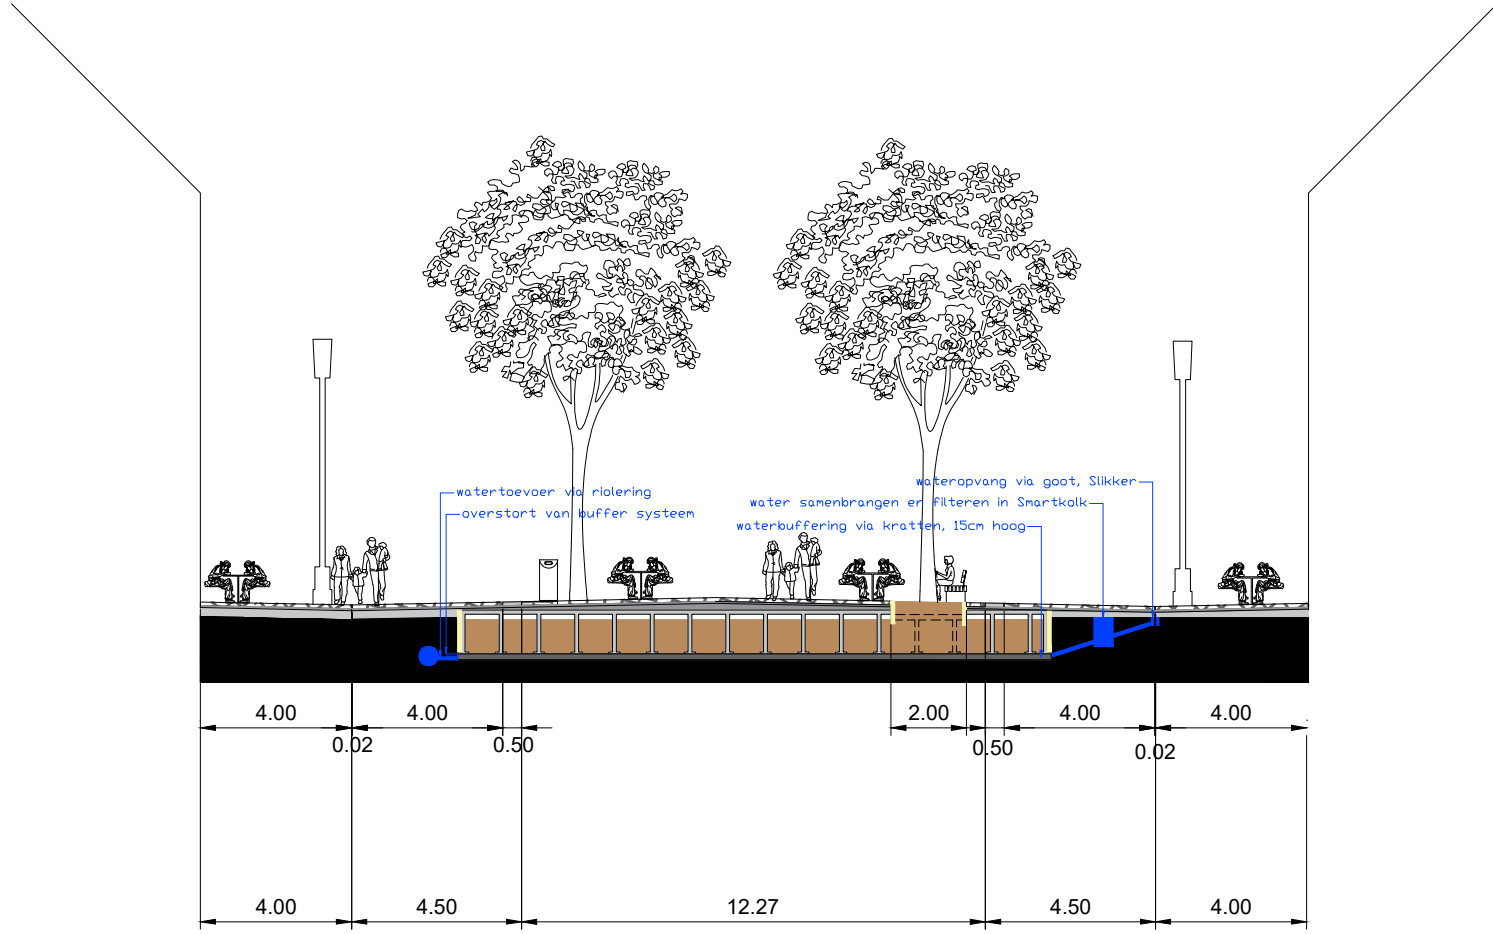 wateropvang via goot, Slikker
watertoevoer via riolering
water samenbrangen en filteren in Smartkolk
overstort van buffer systeem
waterbuffering via kratten, 15cm hoog
4.00
4.00
2.00
4.00
4.00
0.02
0.50
0.50
0.02
4.00
4.50
12.27
4.50
4.00